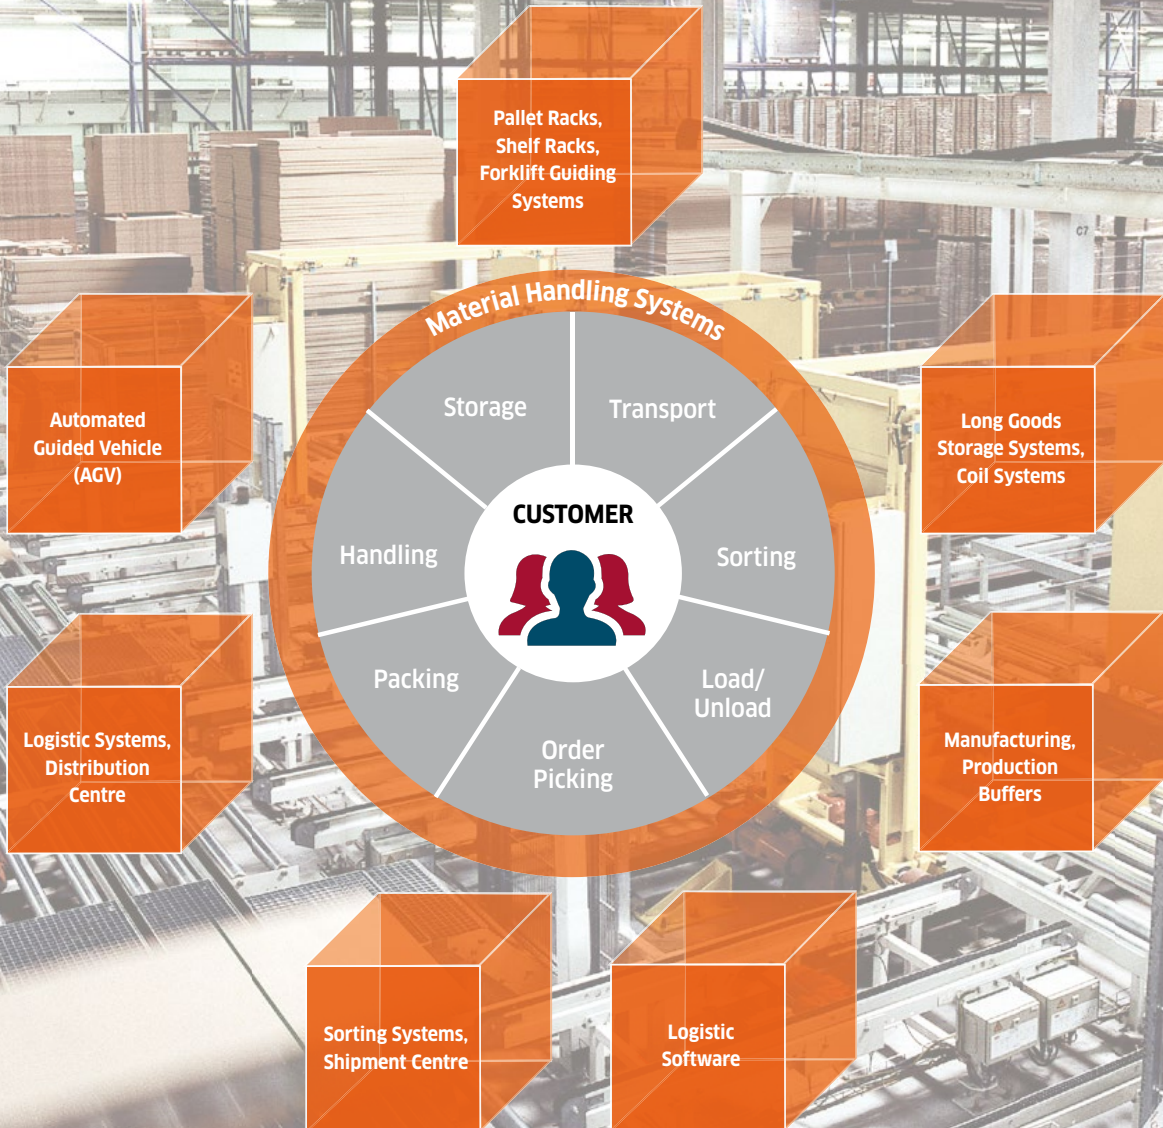 Pallet Racks,
Shelf Racks,
Forklift Guiding
Systems
C7
Material Handling Systems
Automated
Guided Vehicle
(AGV)
Storage
Transport
Long Goods
Storage Systems,
Coil Systems
CUSTOMER
Handling
Sorting
Packing
Load/
Unload
Order
Picking
Logistic Systems,
Distribution
Centre
Manufacturing,
Production
Buffers
Sorting Systems,
Shipment Centre
Logistic
Software